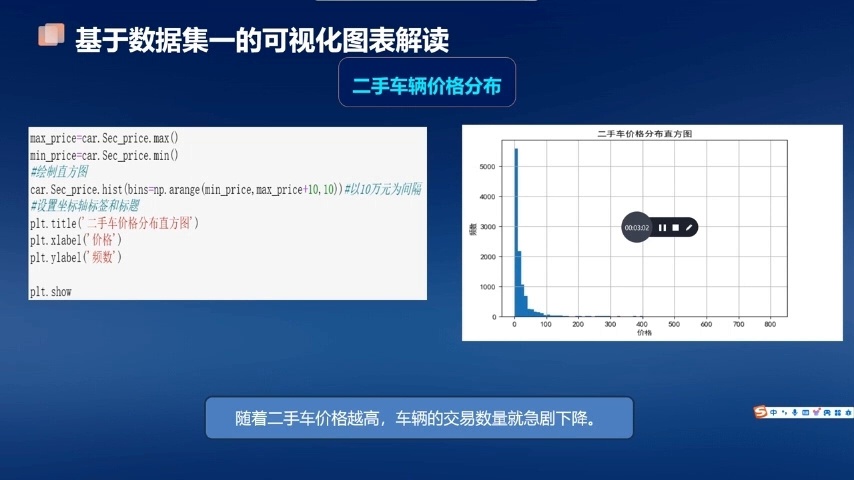 基于数据集一的可视化图表解读
二手车辆价格分布
max_price=car.Sec_price.max()
min_price=car.Sec_price.min()
#绘制直方图
car.Sec_price.hist(bins=np.arange(min_price,max_price+10,10))#以10万元为间隔
#设置坐标轴标签和标题
plt.title('二手车价格分布直方图')
plt.xlabel('价格')
plt.ylabel('频数')
plt.show
二手车价格分布直方图
5000
4000
3000
2000
1000
0
频数
0 100 200 300 400 500 600 700 800
价格
00:03:02
随着二手车价格越高，车辆的交易数量就急剧下降。
中